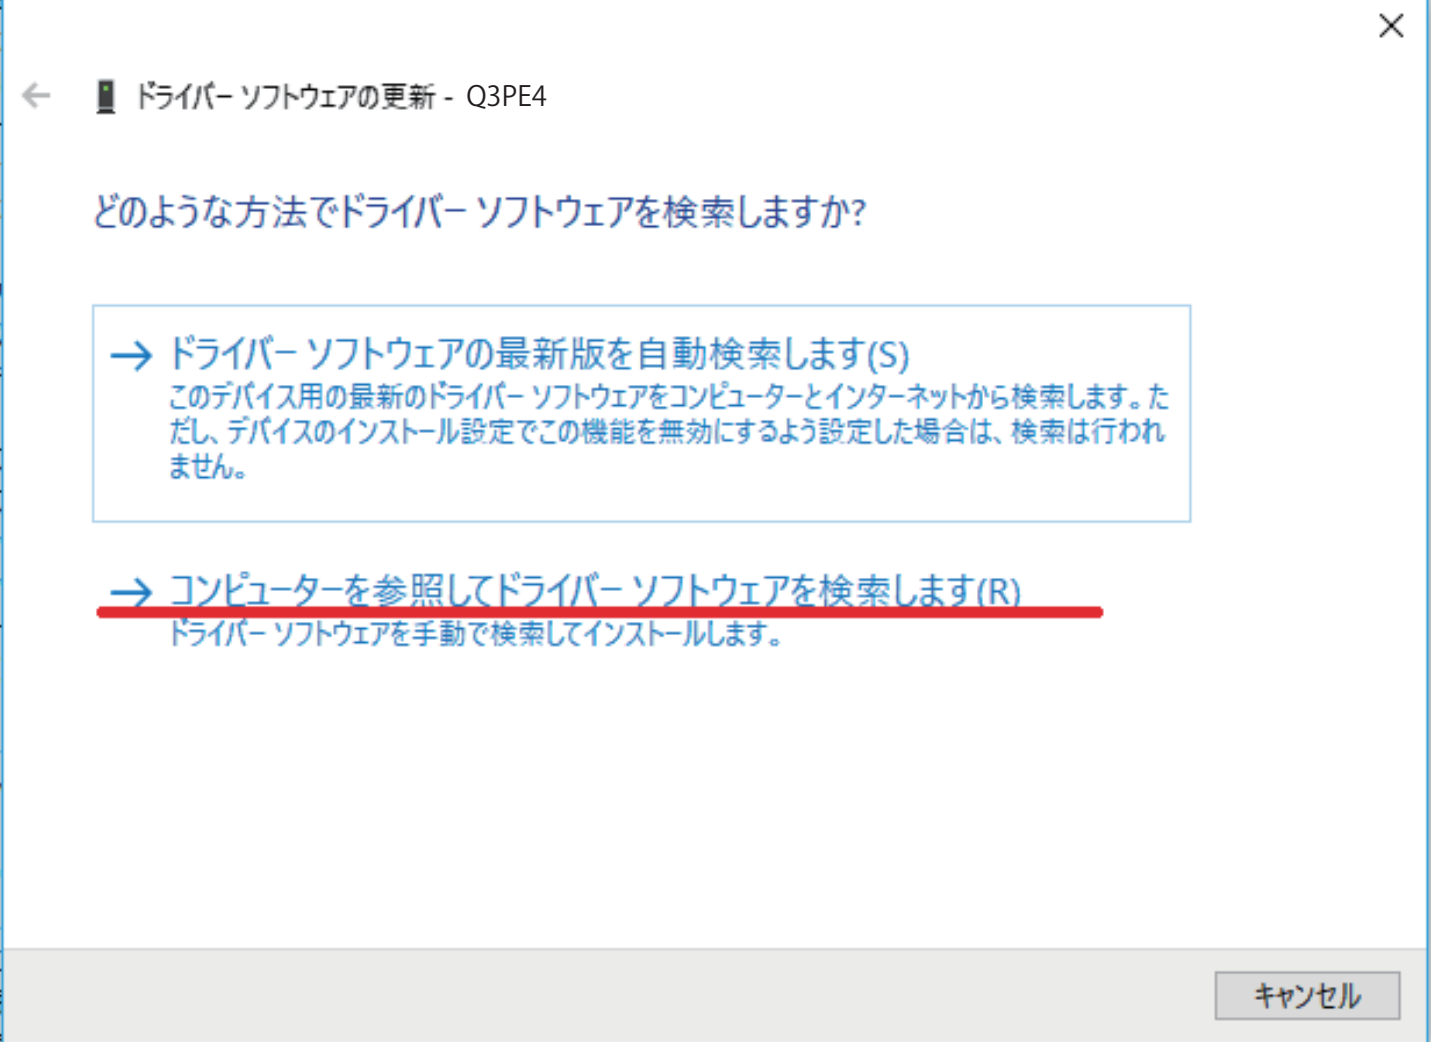 ドライバー ソフトウェアの更新 - Q3PE4
どのような方法でドライバー ソフトウェアを検索しますか?
→ ドライバー ソフトウェアの最新版を自動検索します(S)
このデバイス用の最新のドライバー ソフトウェアをコンピューターとインターネットから検索します。た
だし、デバイスのインストール設定でこの機能を無効にするよう設定した場合は、検索は行われ
ません。
→ コンピューターを参照してドライバー ソフトウェアを検索します(R)
ドライバー ソフトウェアを手動で検索してインストールします。
キャンセル